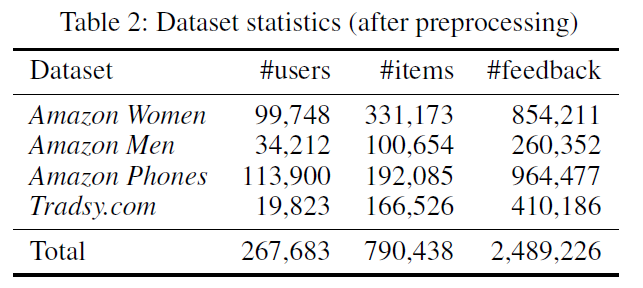 Table 2: Dataset statistics (after preprocessing)
Dataset #users #items #feedback
Amazon Women 99,748 331,173 854,211
Amazon Men 34,212 100,654 260,352
Amazon Phones 113,900 192,085 964,477
Tradsy.com 19,823 166,526 410,186
Total 267,683 790,438 2,489,226